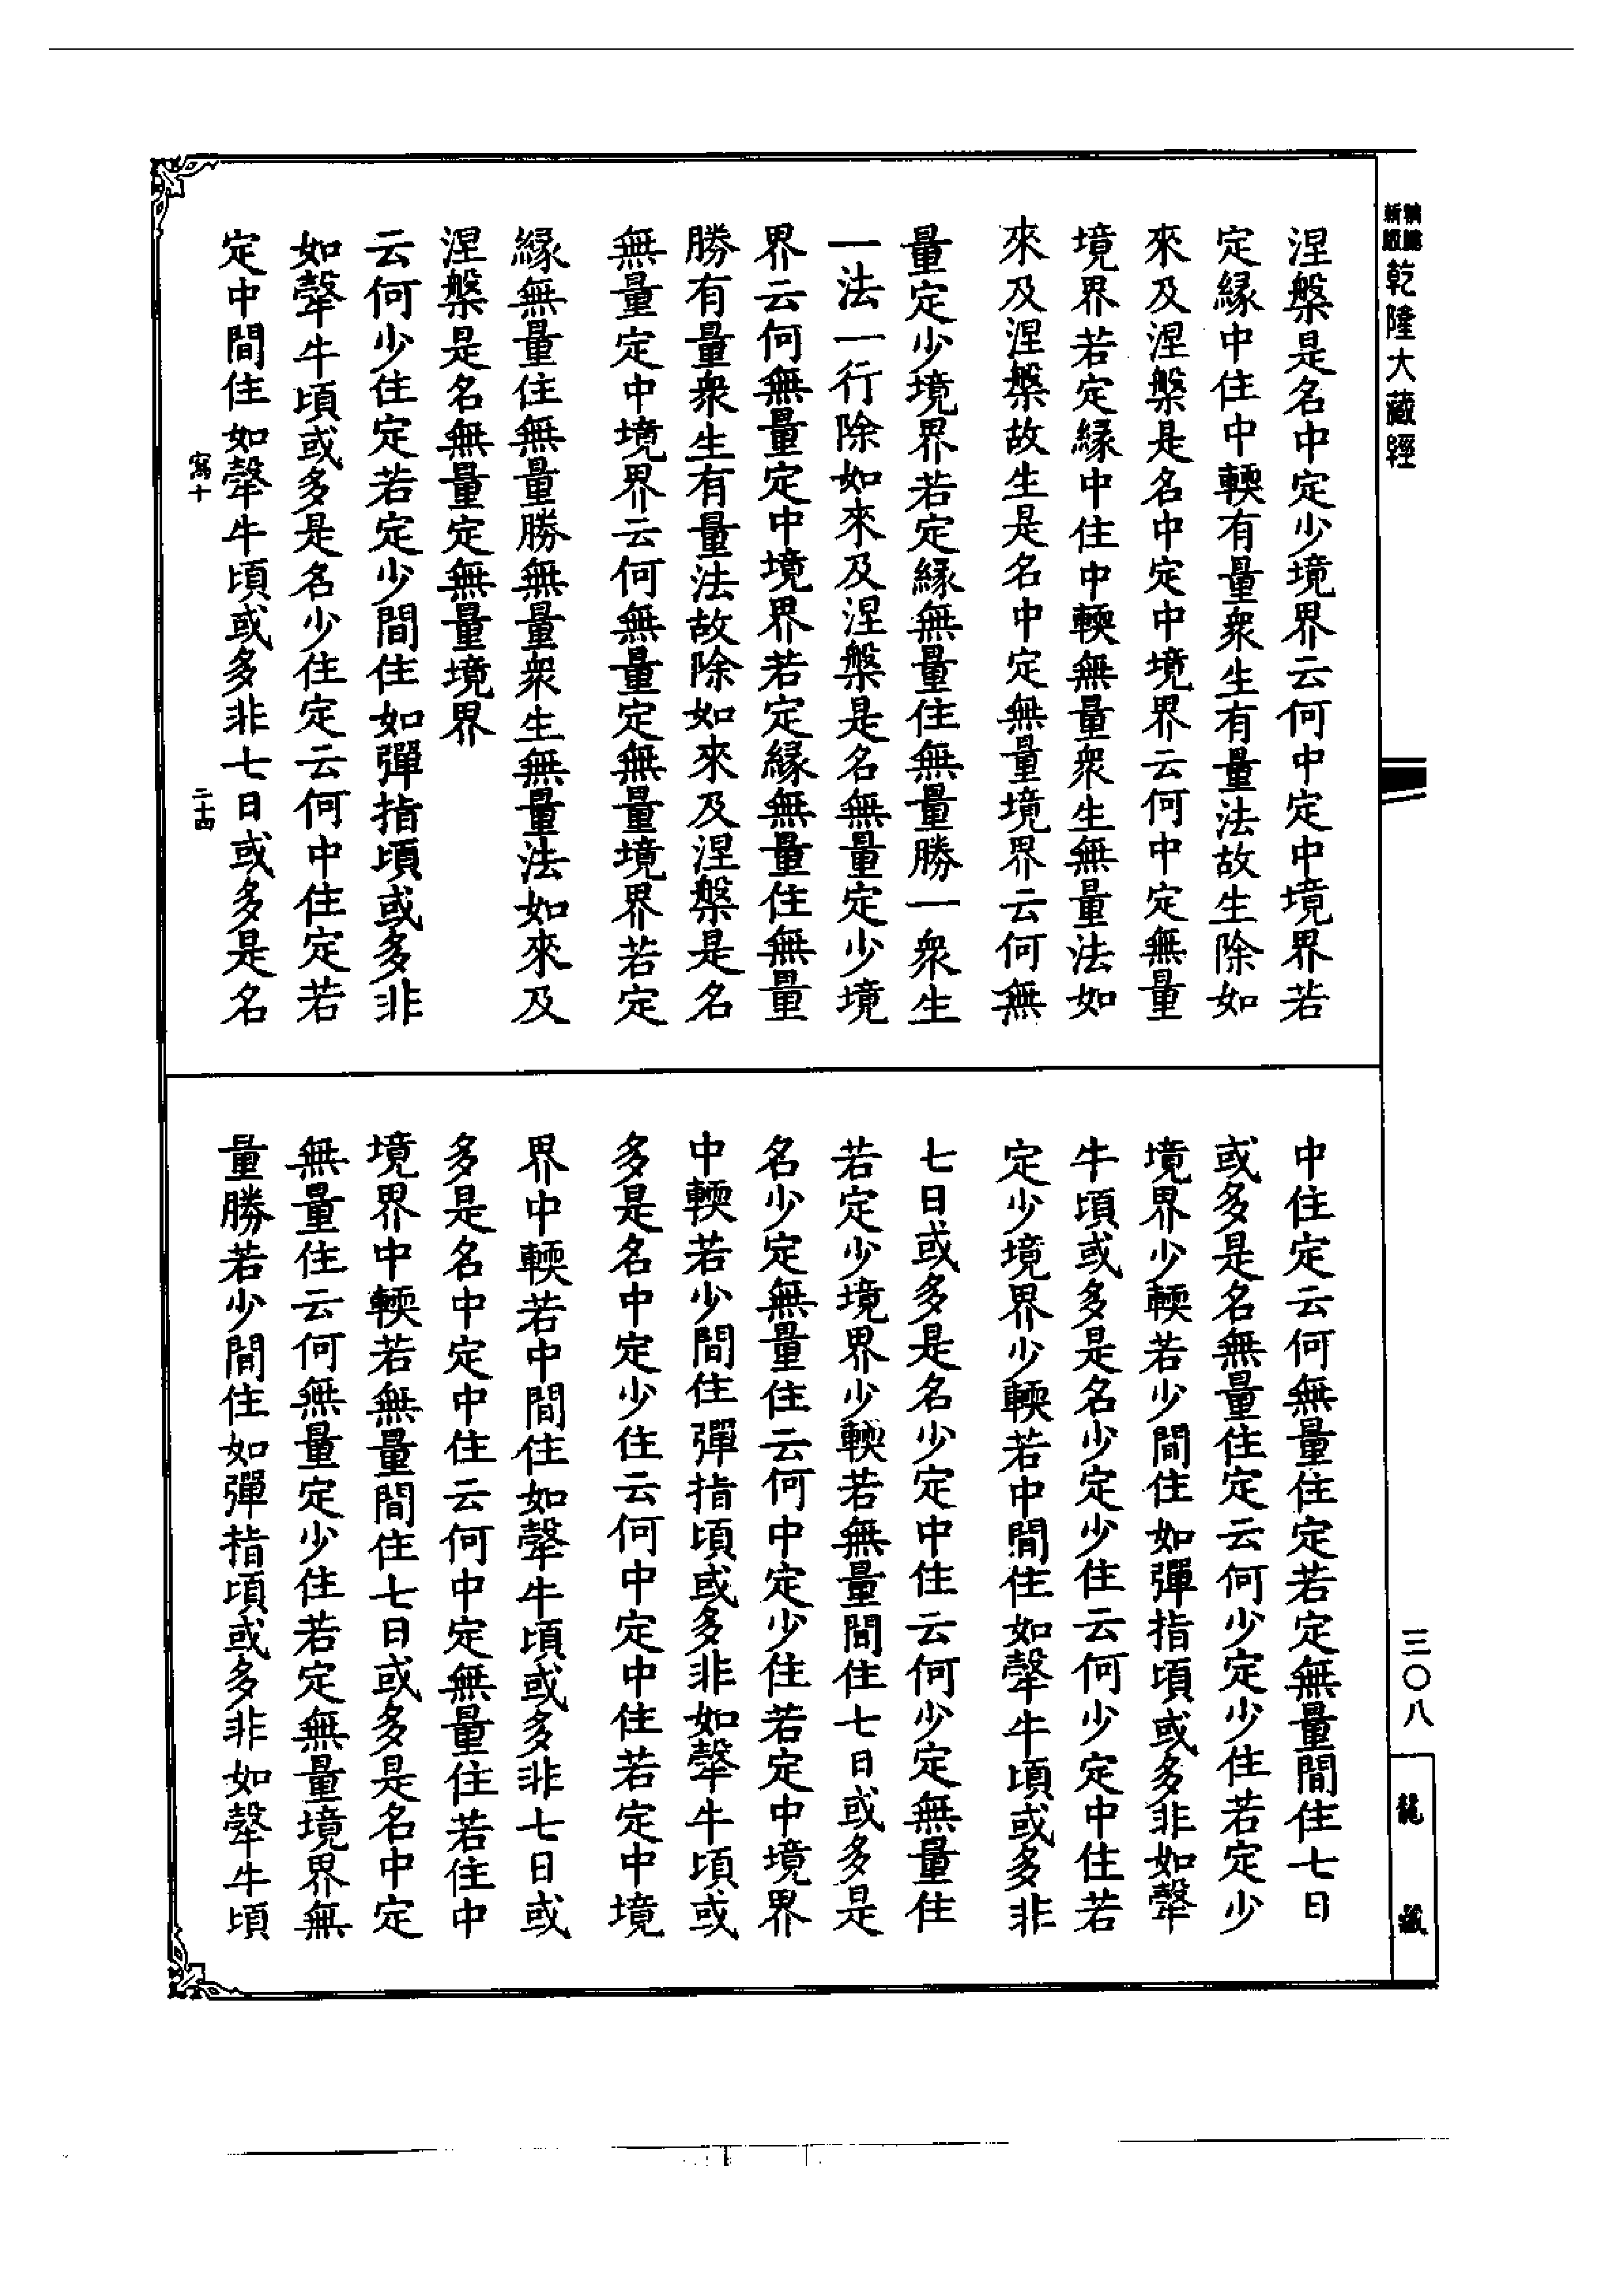 乾隆大藏經
涅槃是名中定少境界云何中定中境界若
定緣中住中輭有量衆生有量法故生除如
來及涅槃是名中定中境界云何中定無量
境界若定緣中住中輭無量衆生無量法如
來及涅槃故生是名中定無量境界云何無
量定少境界若定緣無量住無量勝一衆生
一法一行除如來及涅槃是名無量定少境
界云何無量定中境界若定緣無量住無量
勝有量衆生有量法故除如來及涅槃是名
無量定中境界云何無量定無量境界若定
緣無量住無量勝無量衆生無量法如來及
涅槃是名無量定無量境界
云何少住定若定少間住如彈指頃或多非
如𤛓牛頃或多是名少住定云何中住定若
定中間住如𤛓牛頃或多非七日或多是名
寫十
二十四
中住定云何無量住定若定無量間住七日
或多是名無量住定云何少定少住若定少
境界少輭若少間住如彈指頃或多非如𤛓
牛頃或多是名少定少住云何少定中住若
定少境界少輭若中間住如𤛓牛頃或多非
七日或多是名少定中住云何少定無量住
若定少境界少輭若無量間住七日或多是
名少定無量住云何中定少住若定中境界
中輭若少間住彈指頃或多非如𤛓牛頃或
多是名中定少住云何中定中住若定中境
界中輭若中間住如𤛓牛頃或多非七日或
多是名中定中住云何中定無量住若住中
境界中輭若無量間住七日或多是名中定
無量住云何無量定少住若定無量境界無
量勝若少間住如彈指頃或多非如𤛓牛頃
三〇八
龍藏